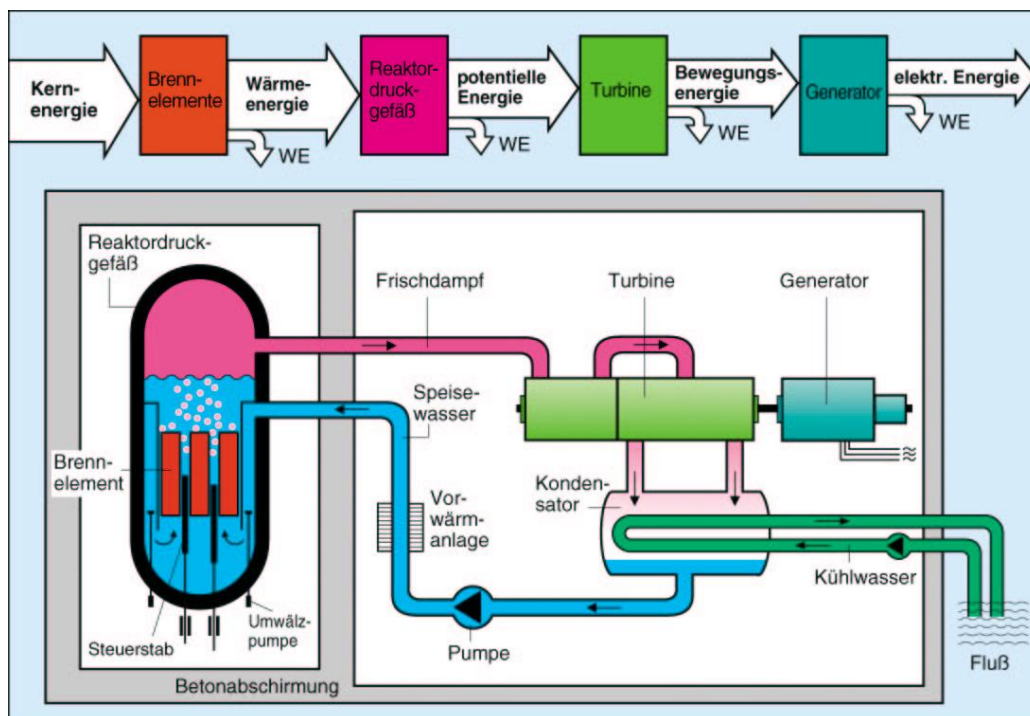 Kern-
energie
Brenn-
elemente
Wärme-
energie
WE
Reaktor-
druck-
gefäß
potentielle
Energie
WE
Turbine
Bewegungs-
energie
WE
Generator
elektr. Energie
WE
Reaktordruck-
gefäß
Frischdampf
Turbine
Generator
Speise-
wasser
Brenn-
element
Vor-
wärm-
anlage
Konden-
sator
Kühlwasser
Steuerstab
Umwälz-
pumpe
Pumpe
Fluß
Betonabschirmung